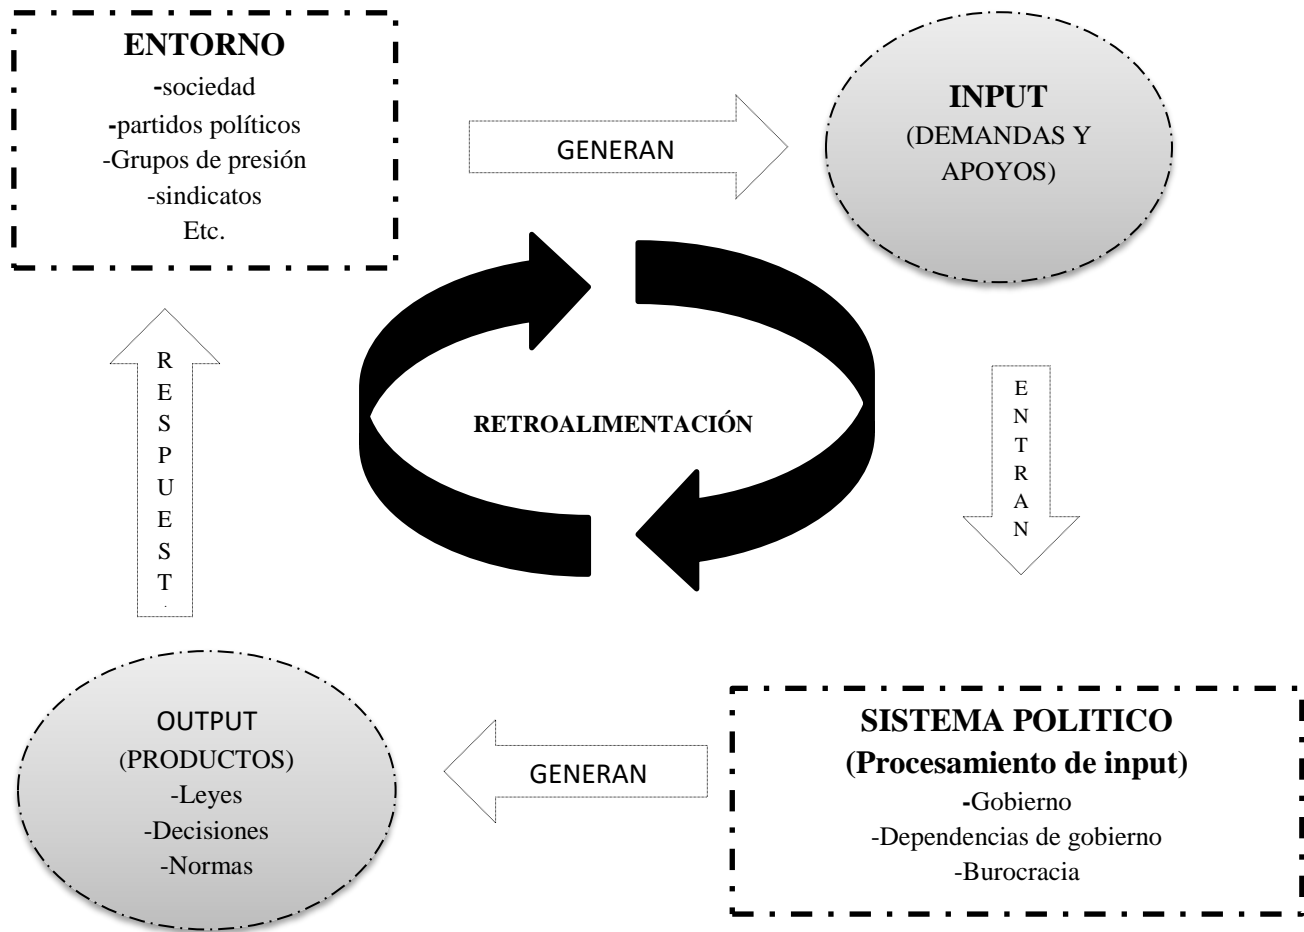 ENTORNO
-sociedad
-partidos políticos
-Grupos de presión
-sindicatos
Etc.
GENERAN
INPUT
(DEMANDAS Y
APOYOS)
E
N
T
R
A
N
RETROALIMENTACIÓN
SISTEMA POLITICO
(Procesamiento de input)
-Gobierno
-Dependencias de gobierno
-Burocracia
GENERAN
OUTPUT
(PRODUCTOS)
-Leyes
-Decisiones
-Normas
R
E
S
P
U
E
S
T